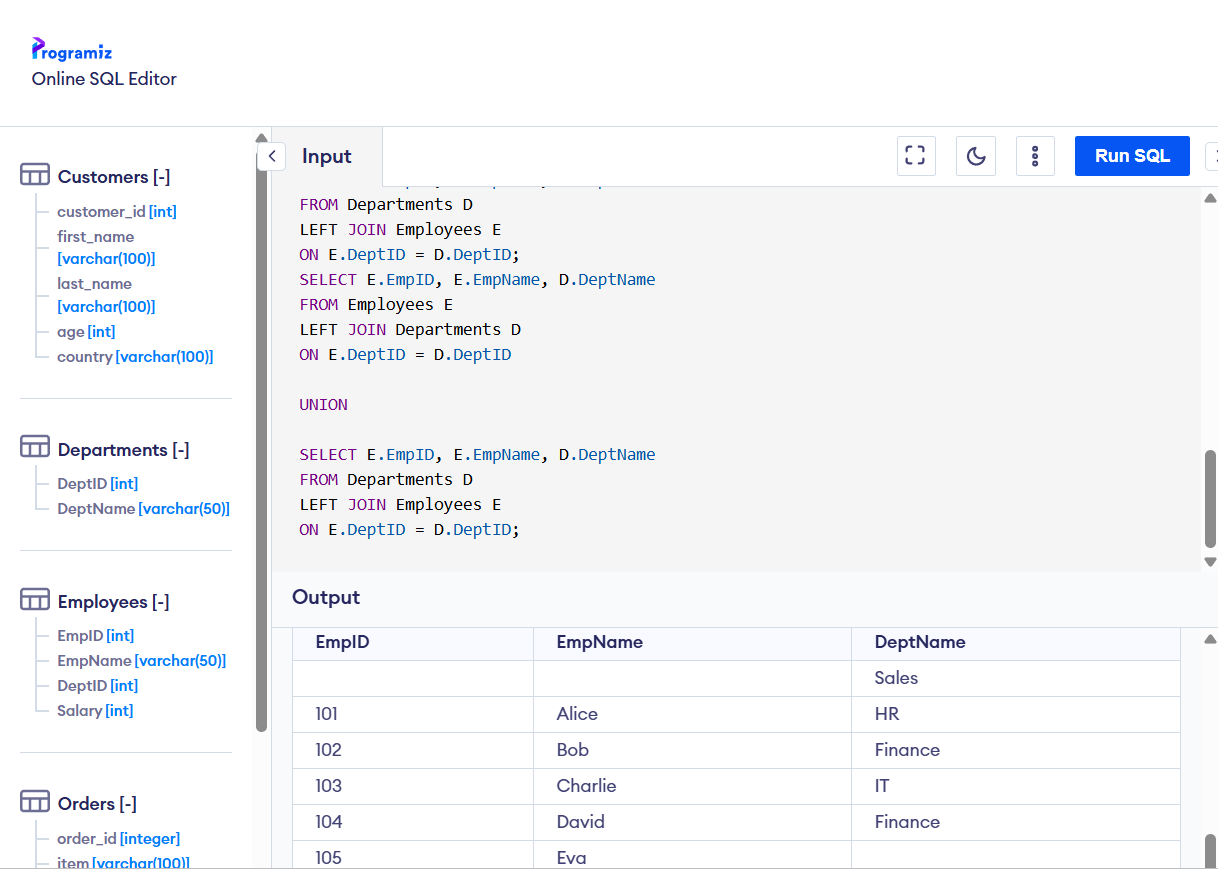 Programiz
Online SQL Editor
Customers [-]
customer_id [int]
first_name
[varchar(100)]
last_name
[varchar(100)]
age [int]
country [varchar(100)]
Departments [-]
DeptID [int]
DeptName [varchar(50)]
Employees [-]
EmpID [int]
EmpName [varchar(50)]
DeptID [int]
Salary [int]
Orders [-]
order_id [integer]
item [varchar(100)]
Input
Run SQL
FROM Departments D
LEFT JOIN Employees E
ON E.DeptID = D.DeptID;
SELECT E.EmpID, E.EmpName, D.DeptName
FROM Employees E
LEFT JOIN Departments D
ON E.DeptID = D.DeptID
UNION
SELECT E.EmpID, E.EmpName, D.DeptName
FROM Departments D
LEFT JOIN Employees E
ON E.DeptID = D.DeptID;
Output
EmpID EmpName DeptName
Sales
101 Alice HR
102 Bob Finance
103 Charlie IT
104 David Finance
105 Eva